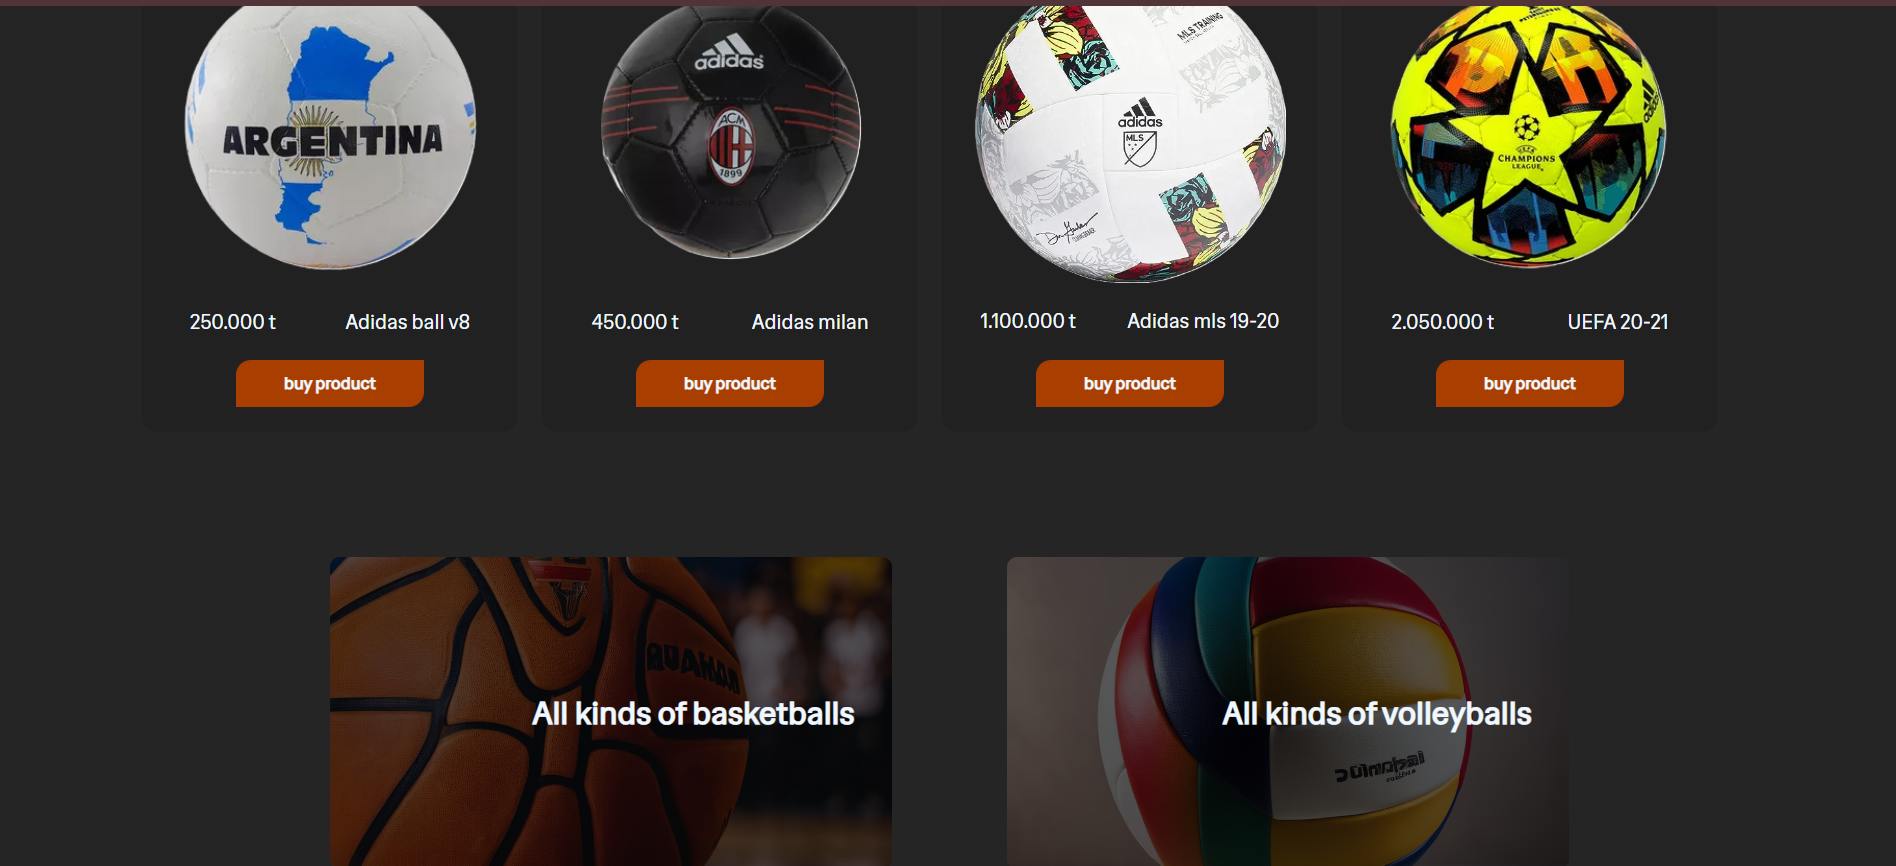 ARGENTINA
adidas
ACM
1899
MLS TRAINING
adidas
MLS
UEFA
CHAMPIONS
LEAGUE
250.000 t Adidas ball v8
450.000 t Adidas milan
1.100.000 t Adidas mls 19-20
2.050.000 t UEFA 20-21
buy product
buy product
buy product
buy product
All kinds of basketballs
All kinds of volleyballs